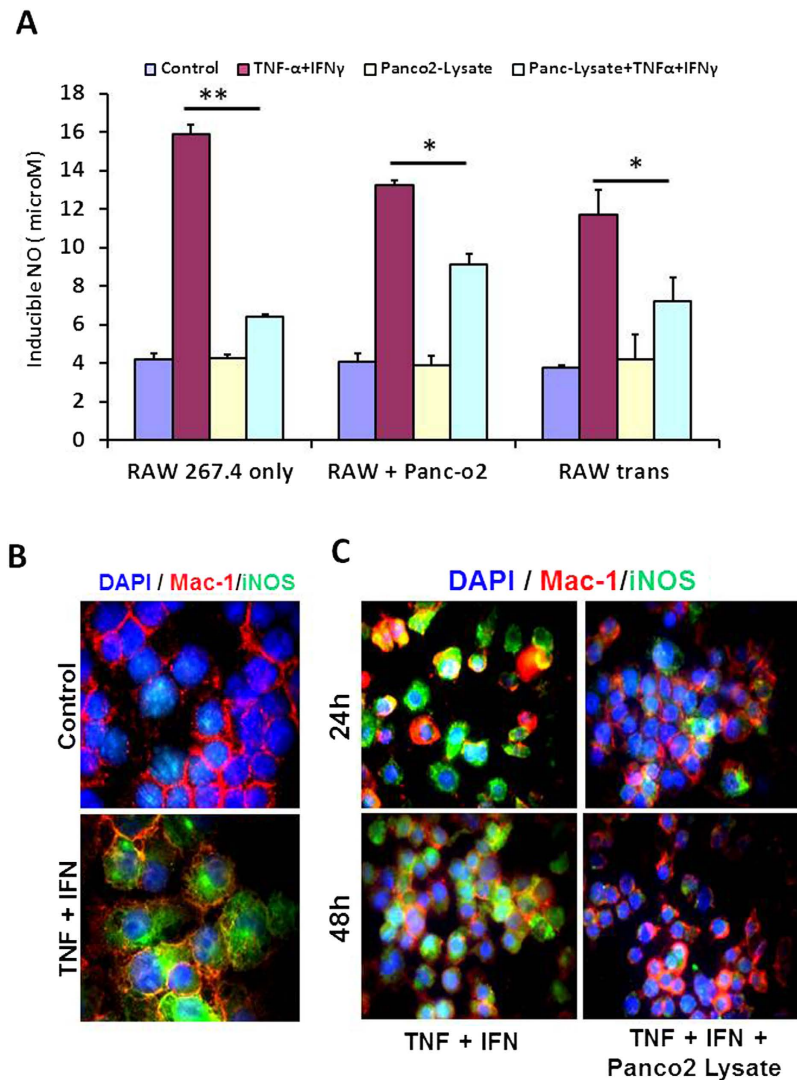 A
Control TNF-α+IFNγ Panco2-Lysate Panc-Lysate+TNFα+IFNγ
Inducible NO ( microM)
18
16
14
12
10
8
6
4
2
0
**
*
*
RAW 267.4 only RAW + Panc-o2 RAW trans
B
DAPI / Mac-1/iNOS
Control
TNF + IFN
C
DAPI / Mac-1/iNOS
24h
48h
TNF + IFN
TNF + IFN +
Panco2 Lysate